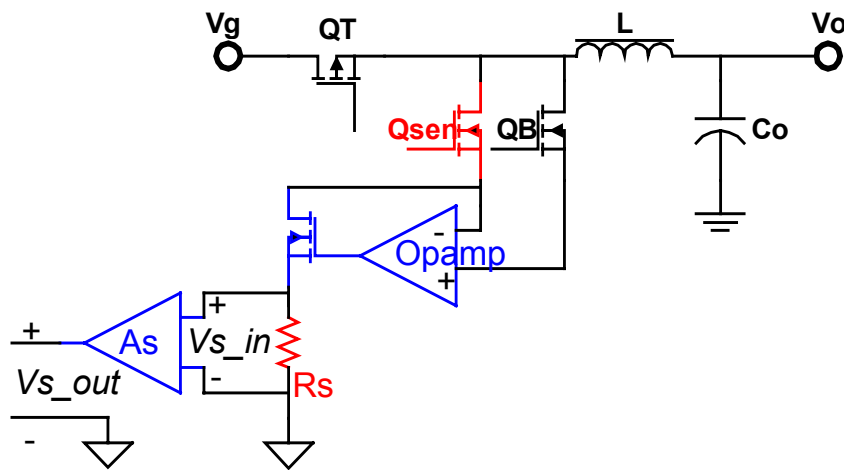 Vg
QT
L
Vo
Qsen
QB
Co
-
Opamp
+
+
+
As
Vs_in
Vs_out
-
Rs
-